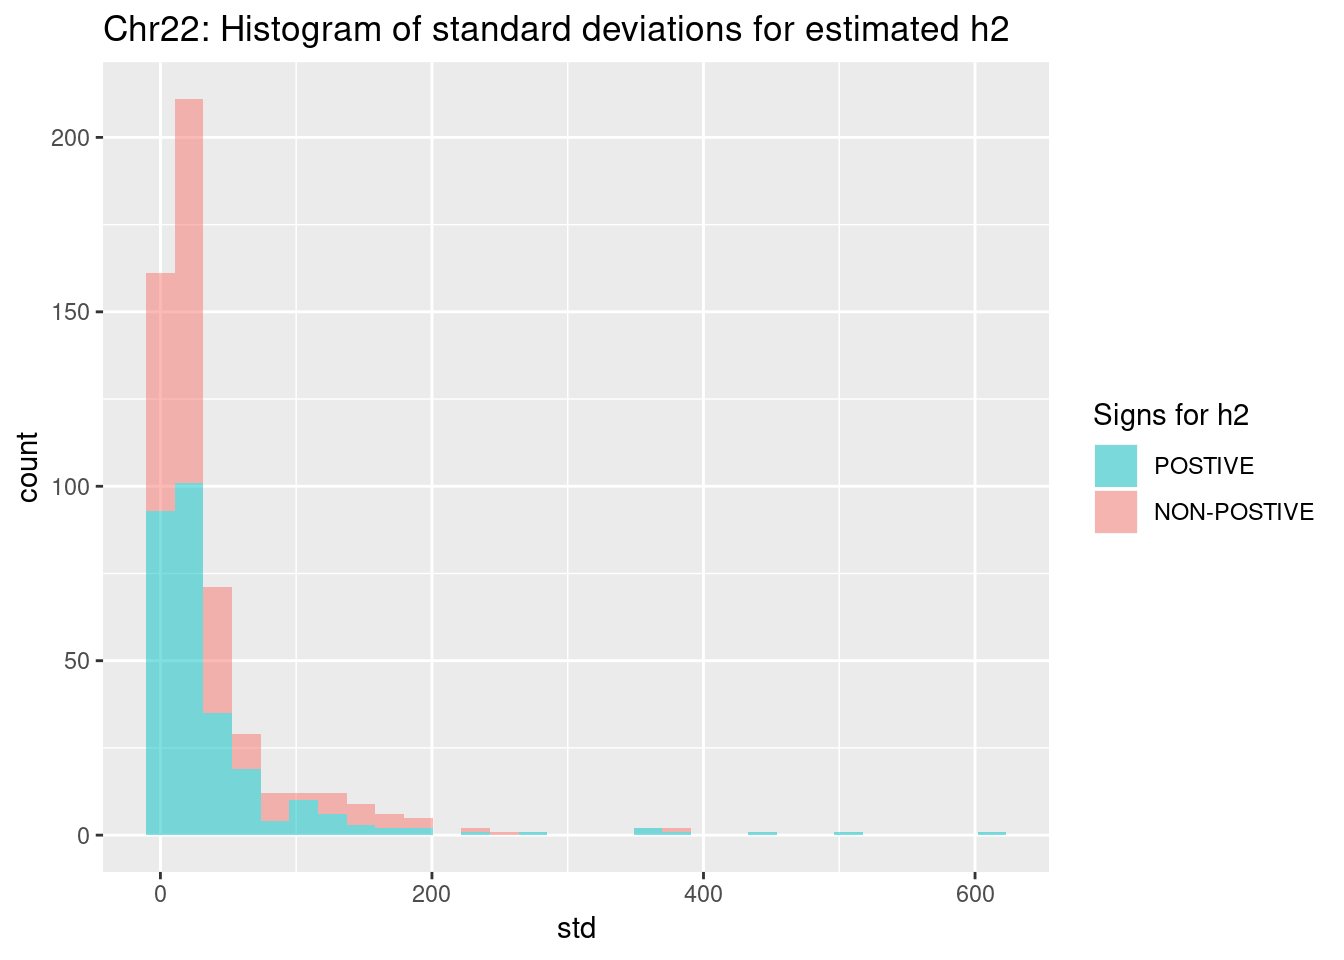 Chr22: Histogram of standard deviations for estimated h2
200
150
100
50
0
count
0 200 400 600
std
Signs for h2
POSTIVE
NON-POSTIVE